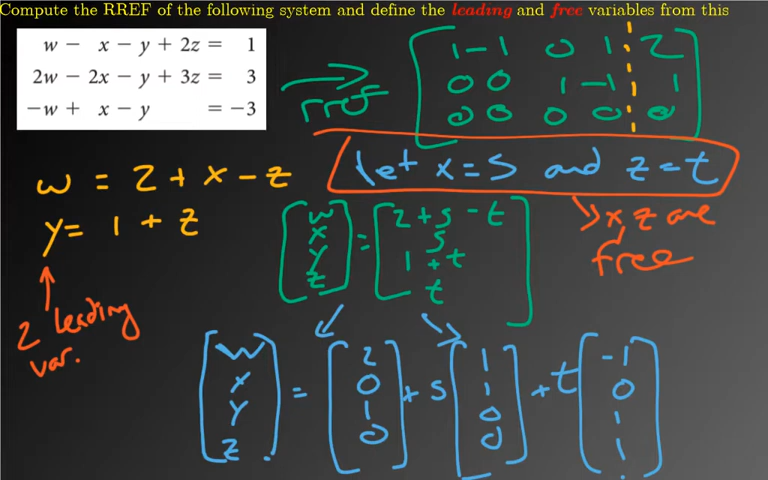 Compute the RREF of the following system and define the leading and free variables from this
w − x − y + 2z = 1
2w − 2x − y + 3z = 3
−w + x − y = −3
rref
1 -1 0 1 2
0 0 1 -1 1
0 0 0 0 0
let x=s and z=t
x, z are free
w = 2 + x - z
y = 1 + z
2 leading var.
[w x y z] = [2+s-t s 1+t t]
[w x y z] = [2 0 1 0] + s [1 1 0 0] + t [-1 0 1 1]